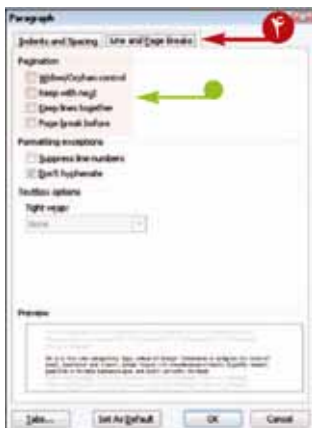 Paragraph
۴
Indents and Spacing Line and Page Breaks
Pagination
Widow/Orphan control
Keep with next
Keep lines together
Page break before
Formatting exceptions
Suppress line numbers
Don't hyphenate
Textbox options
Tight wrap:
None
Preview
Tabs... Set As Default OK Cancel